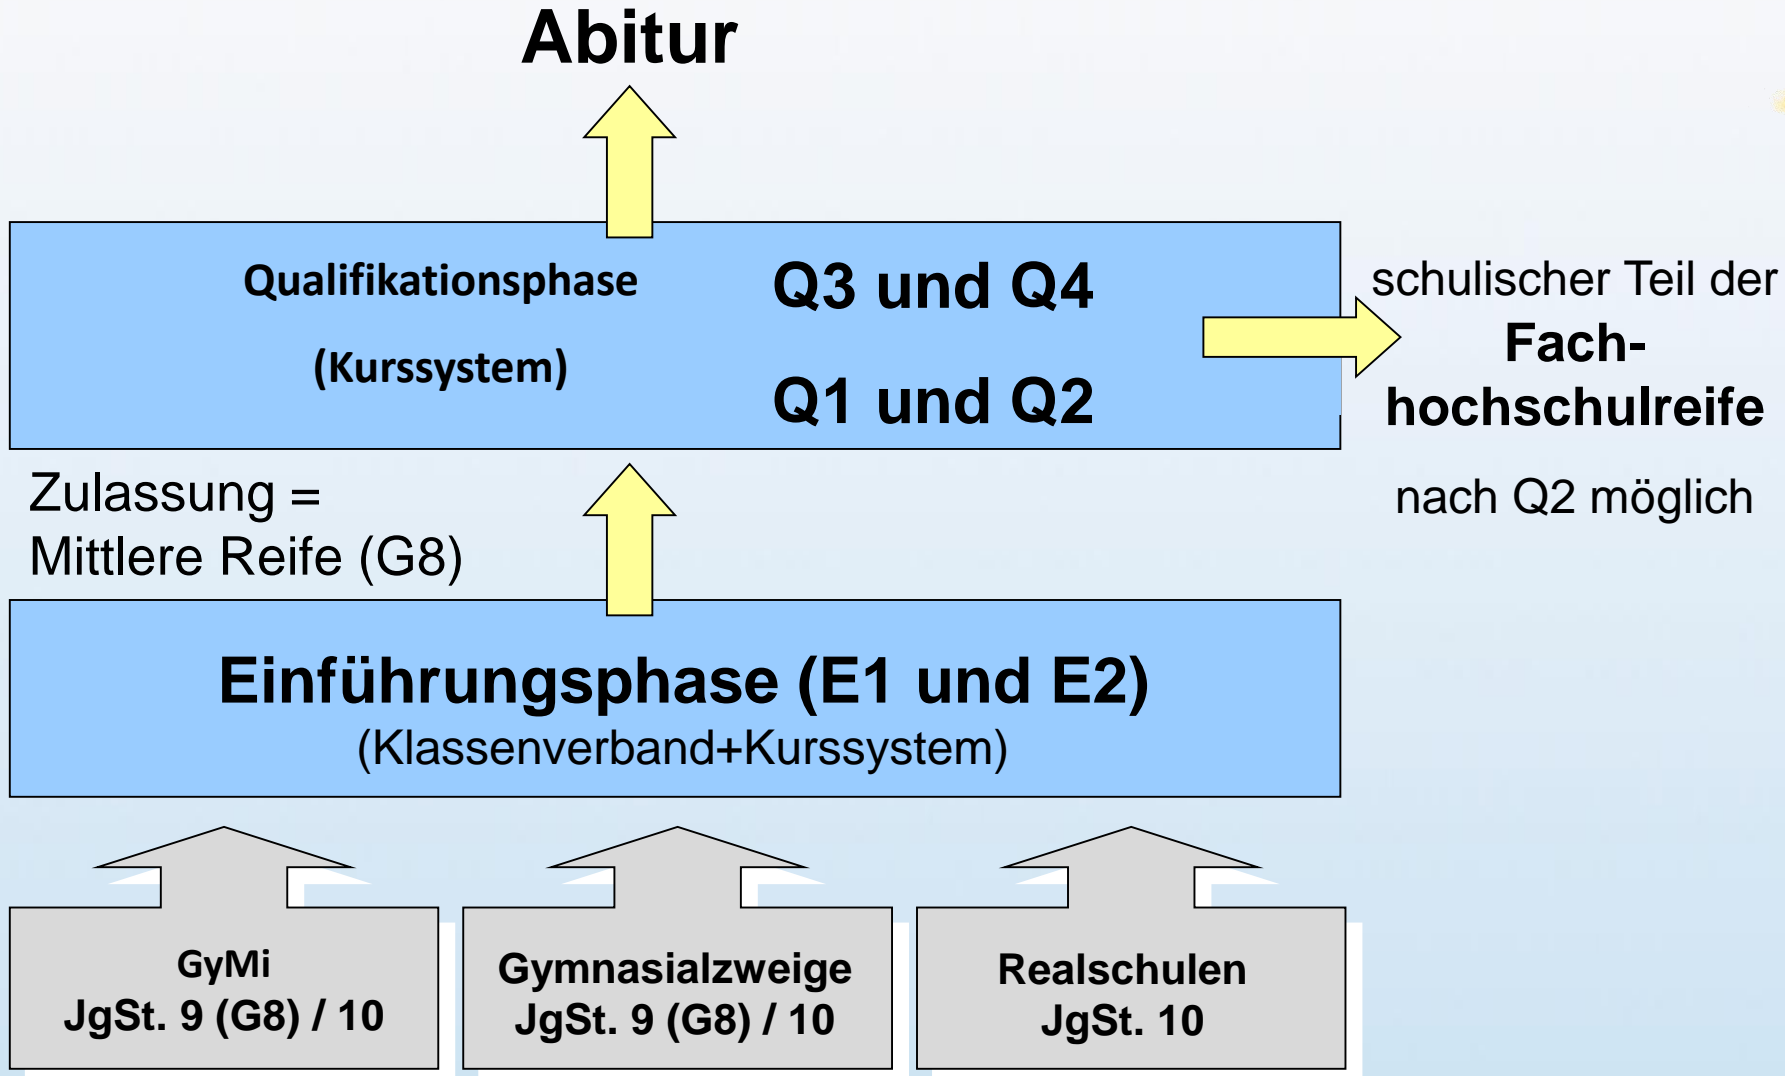 Abitur
Qualifikationsphase
(Kurssystem)
Q3 und Q4
Q1 und Q2
schulischer Teil der
Fach-
hochschulreife
nach Q2 möglich
Zulassung =
Mittlere Reife (G8)
Einführungsphase (E1 und E2)
(Klassenverband+Kurssystem)
GyMi
JgSt. 9 (G8) / 10
Gymnasialzweige
JgSt. 9 (G8) / 10
Realschulen
JgSt. 10